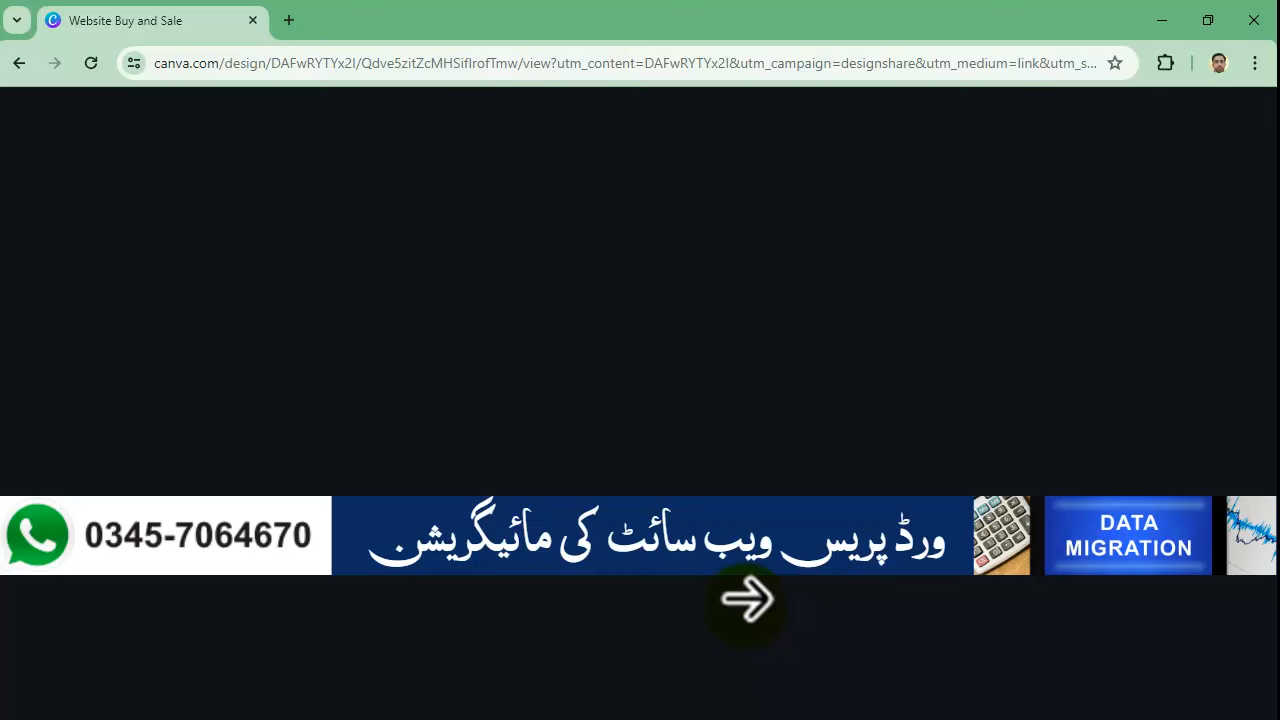 Website Buy and Sale
canva.com/design/DAFwRYTYx2I/Qdve5zitZcMHSiflrofTmw/view?utm_content=DAFwRYTYx2I&utm_campaign=designshare&utm_medium=link&utm_s...
0345-7064670
ورڈ پریس ویب سائٹ کی مائیگریشن
DATA
MIGRATION